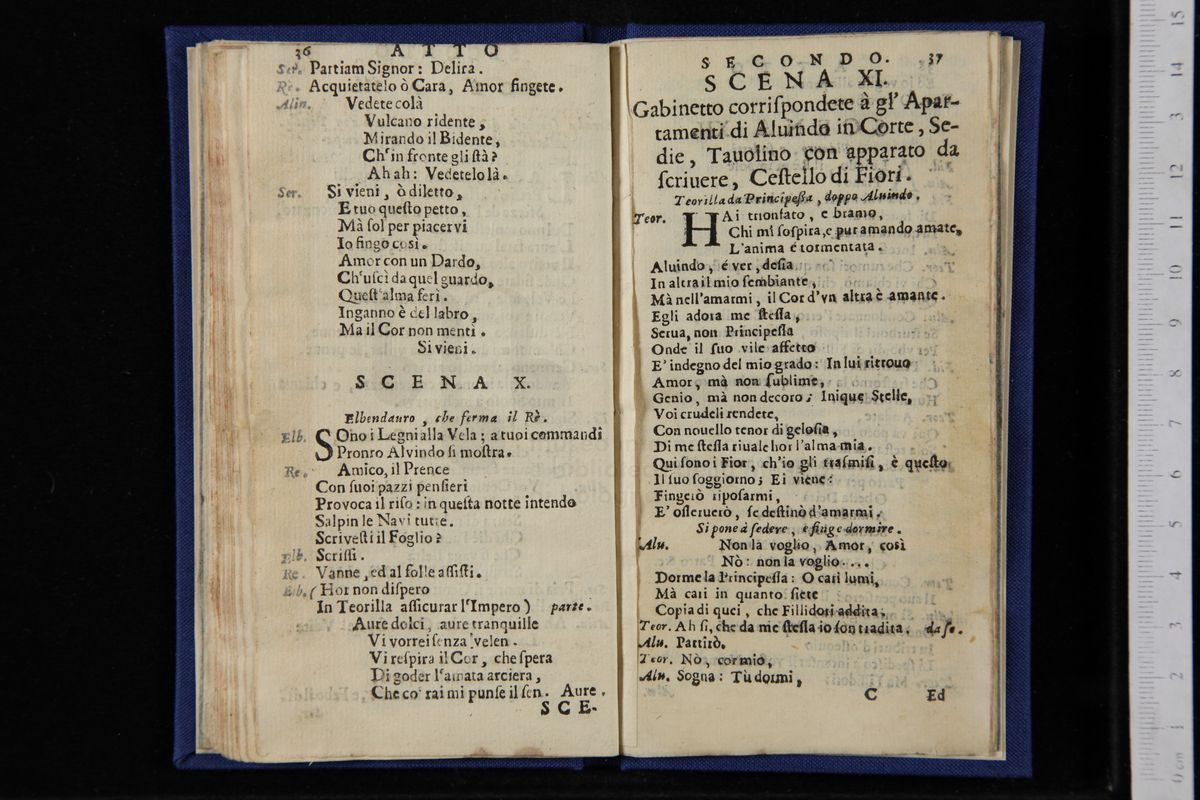 36 ATTO
Ser. Partiam Signor: Delira.
Re. Acquietatelo ò Cara, Amor fingete.
Alin. Vedete colà
Vulcano ridente,
Mirando il Bidente,
Ch'in fronte gli ſtà?
Ah ah: Vedetelo là.
Ser. Si vieni, ò diletto,
E tuo queſto petto,
Mà ſol per piacervi
Io fingo così.
Amor con un Dardo,
Ch'uſcì da quel guardo,
Queſt'alma feri.
Inganno è del labro,
Ma il Cor non menti.
Si vieni.
SCENA X.
Elbendauro, che ferma il Rè.
Elb. SOno i Legni alla Vela; a tuoi commandi
Pronro Alvindo ſi moſtra.
Re. Amico, il Prence
Con ſuoi pazzi penſieri
Provoca il riſo: in queſta notte intendo
Salpin le Navi tutte.
Scriveſti il Foglio?
Elb. Scriſſi.
Re. Vanne, ed al folle aſſiſti.
Elb. (Hor non diſpero
In Teorilla aſſicurar l'Impero) parte.
Aure dolci, aure tranquille
Vi vorrei ſenza velen.
Vi reſpira il Cor, che ſpera
Di goder l'amata arciera,
Che co' rai mi punſe il ſen. Aure.
SCE-
SECONDO. 37
SCENA XI.
Gabinetto corriſpondete â gl' Apar-
tamenti di Aluindo in Corte, Se-
die, Tauolino con apparato da
ſcriuere, Ceſtello di Fiori.
Teorilla da Principeſſa, doppo Aluindo.
Teor. HAi trionfato, e bramo,
Chi mi ſoſpira, e pur amando amate,
L'anima é tormentata.
Aluindo, é ver, deſia
In altra il mio ſembiante,
Mà nell'amarmi, il Cor d'vn altra è amante.
Egli adora me ſteſſa,
Serua, non Principeſſa
Onde il ſuo vile affetto
E' indegno del mio grado: In lui ritrouo
Amor, mà non ſublime,
Genio, mà non decoro; Inique Stelle,
Voi crudeli rendete,
Con nouello tenor di geloſia,
Di me ſteſſa riuale hor l'alma mia.
Qui ſono i Fior, ch'io gli traſmiſi, è queſto
Il ſuo ſoggiorno; Ei viene:
Fingerò ripoſarmi,
E' oſſeruerò, ſe deſtinò d'amarmi.
Si pone à ſedere, e finge dormire.
Alu. Non la voglio, Amor, così
Nò: non la voglio....
Dorme la Principeſſa: O cari lumi,
Mà cari in quanto ſiete
Copia di quei, che Fillidori addita.
Teor. Ah ſi, che da me ſteſſa io ſon tradita. da ſe.
Alu. Partirò.
Teor. Nò, cor mio,
Alu. Sogna: Tù dormi,
C Ed